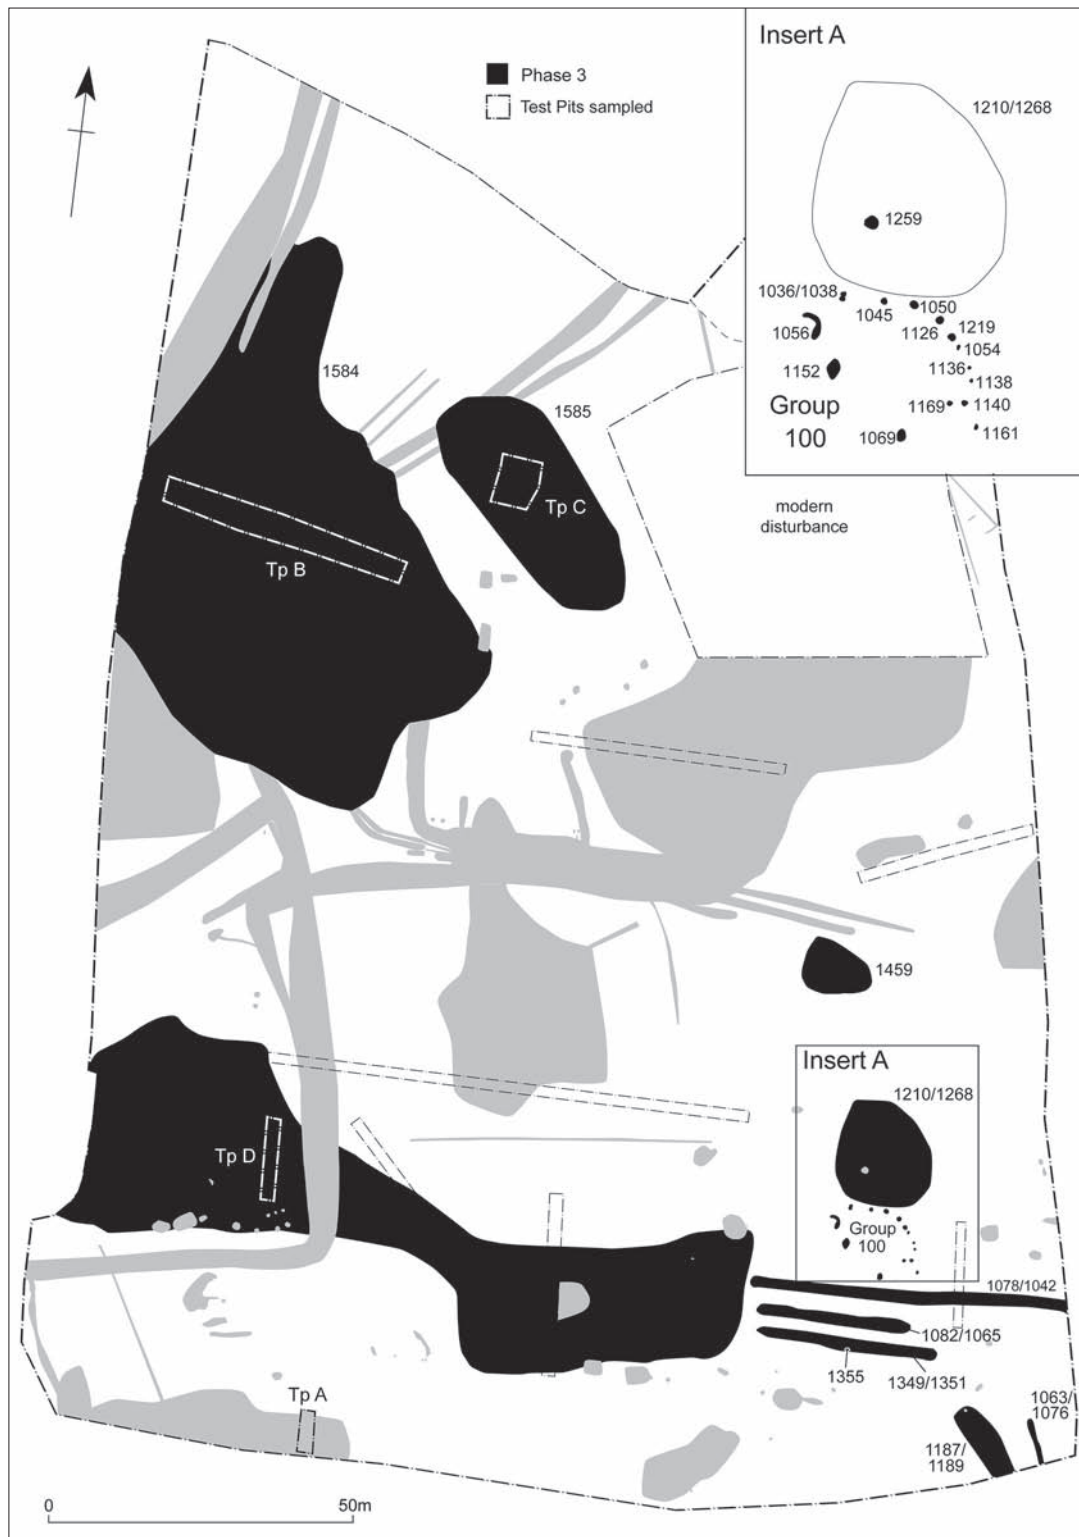 Insert A
Phase 3
Test Pits sampled
1210/1268
1259
1036/1038
1045
1050
1056
1126
1219
1054
1152
1136
1138
Group
100
1169
1140
1069
1161
1584
1585
Tp C
modern
disturbance
Tp B
1459
Insert A
1210/1268
Tp D
Group
100
1078/1042
1082/1065
1355
1349/1351
Tp A
1063/
1076
1187/
1189
0
50m